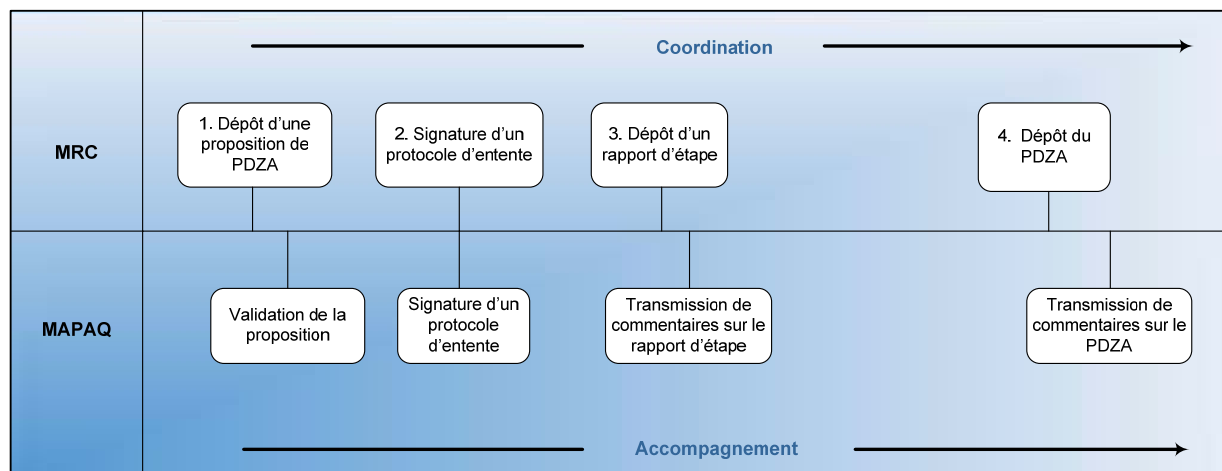 Coordination
MRC
1. Dépôt d'une
proposition de
PDZA
2. Signature d'un
protocole d'entente
3. Dépôt d'un
rapport d'étape
4. Dépôt du
PDZA
MAPAQ
Validation de la
proposition
Signature d'un
protocole
d'entente
Transmission de
commentaires sur le
rapport d'étape
Transmission de
commentaires sur le
PDZA
Accompagnement